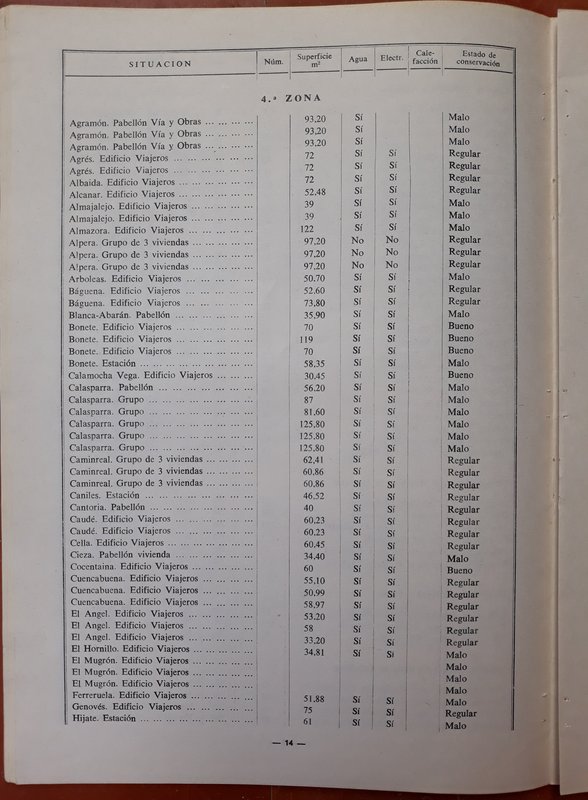 SITUACION Núm. Superficie m² Agua Electr. Cale-facción Estado de conservación
4.ª ZONA
Agramón. Pabellón Vía y Obras ... ... ... ... 93,20 Sí Malo
Agramón. Pabellón Vía y Obras ... ... ... ... 93,20 Sí Malo
Agramón. Pabellón Vía y Obras ... ... ... ... 93,20 Sí Malo
Agrés. Edificio Viajeros ... ... ... ... ... ... 72 Sí Sí Regular
Agrés. Edificio Viajeros ... ... ... ... ... ... 72 Sí Sí Regular
Albaida. Edificio Viajeros ... ... ... ... ... 72 Sí Sí Regular
Alcanar. Edificio Viajeros ... ... ... ... ... 52,48 Sí Sí Regular
Almajalejo. Edificio Viajeros ... ... ... ... 39 Sí Sí Malo
Almajalejo. Edificio Viajeros ... ... ... ... 39 Sí Sí Malo
Almazora. Edificio Viajeros ... ... ... ... ... 122 Sí Sí Malo
Alpera. Grupo de 3 viviendas ... ... ... ... 97,20 No No Regular
Alpera. Grupo de 3 viviendas ... ... ... ... 97,20 No No Regular
Alpera. Grupo de 3 viviendas ... ... ... ... 97,20 No No Regular
Arboleas. Edificio Viajeros ... ... ... ... ... 50,70 Sí Sí Malo
Báguena. Edificio Viajeros ... ... ... ... ... 52,60 Sí Sí Regular
Báguena. Edificio Viajeros ... ... ... ... ... 73,80 Sí Sí Regular
Blanca-Abarán. Pabellón ... ... ... ... ... ... 35,90 Sí Sí Malo
Bonete. Edificio Viajeros ... ... ... ... ... ... 70 Sí Sí Bueno
Bonete. Edificio Viajeros ... ... ... ... ... ... 119 Sí Sí Bueno
Bonete. Edificio Viajeros ... ... ... ... ... ... 70 Sí Sí Bueno
Bonete. Estación ... ... ... ... ... ... ... ... 58,35 Sí Sí Malo
Calamocha Vega. Edificio Viajeros ... ... ... 30,45 Sí Sí Bueno
Calasparra. Pabellón ... ... ... ... ... ... ... 56,20 Sí Sí Malo
Calasparra. Grupo ... ... ... ... ... ... ... ... 87 Sí Sí Malo
Calasparra. Grupo ... ... ... ... ... ... ... ... 81,60 Sí Sí Malo
Calasparra. Grupo ... ... ... ... ... ... ... ... 125,80 Sí Sí Malo
Calasparra. Grupo ... ... ... ... ... ... ... ... 125,80 Sí Sí Malo
Calasparra. Grupo ... ... ... ... ... ... ... ... 125,80 Sí Sí Malo
Caminreal. Grupo de 3 viviendas ... ... ... ... 62,41 Sí Sí Regular
Caminreal. Grupo de 3 viviendas ... ... ... ... 60,86 Sí Sí Regular
Caminreal. Grupo de 3 viviendas ... ... ... ... 60,86 Sí Sí Regular
Caniles. Estación ... ... ... ... ... ... ... ... 46,52 Sí Sí Regular
Cantoria. Pabellón ... ... ... ... ... ... ... ... 40 Sí Sí Regular
Caudé. Edificio Viajeros ... ... ... ... ... ... 60,23 Sí Sí Regular
Caudé. Edificio Viajeros ... ... ... ... ... ... 60,23 Sí Sí Regular
Cella. Edificio Viajeros ... ... ... ... ... ... 60,45 Sí Sí Regular
Cieza. Pabellón vivienda ... ... ... ... ... ... 34,40 Sí Sí Malo
Cocentaina. Edificio Viajeros ... ... ... ... 60 Sí Sí Bueno
Cuencabuena. Edificio Viajeros ... ... ... ... 55,10 Sí Sí Regular
Cuencabuena. Edificio Viajeros ... ... ... ... 50,99 Sí Sí Regular
Cuencabuena. Edificio Viajeros ... ... ... ... 58,97 Sí Sí Regular
El Angel. Edificio Viajeros ... ... ... ... ... 53,20 Sí Sí Regular
El Angel. Edificio Viajeros ... ... ... ... ... 58 Sí Sí Regular
El Angel. Edificio Viajeros ... ... ... ... ... 33,20 Sí Sí Regular
El Hornillo. Edificio Viajeros ... ... ... ... 34,81 Sí Sí Malo
El Mugrón. Edificio Viajeros ... ... ... ... ... Malo
El Mugrón. Edificio Viajeros ... ... ... ... ... Malo
El Mugrón. Edificio Viajeros ... ... ... ... ... Malo
Ferreruela. Edificio Viajeros ... ... ... ... ... 51,88 Sí Sí Malo
Genovés. Edificio Viajeros ... ... ... ... ... 75 Sí Sí Regular
Hijate. Estación ... ... ... ... ... ... ... ... ... 61 Sí Sí Malo
— 14 —